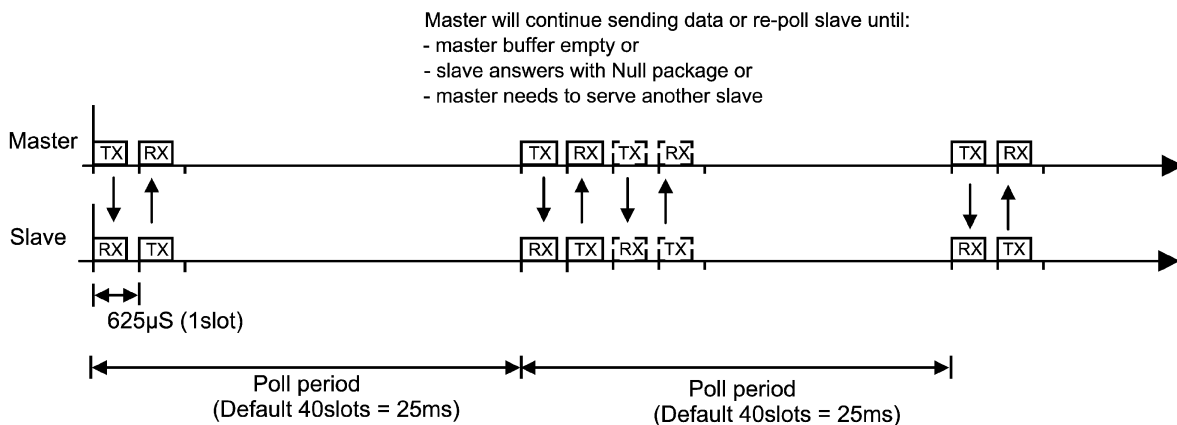 Master will continue sending data or re-poll slave until:
- master buffer empty or
- slave answers with Null package or
- master needs to serve another slave
Master TX RX TX RX TX RX TX RX
Slave RX TX RX TX RX TX RX TX
625µS (1slot)
Poll period
(Default 40slots = 25ms)
Poll period
(Default 40slots = 25ms)